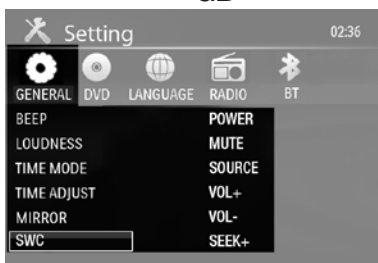 Setting 02:36
GENERAL DVD LANGUAGE RADIO BT
BEEP POWER
LOUDNESS MUTE
TIME MODE SOURCE
TIME ADJUST VOL+
MIRROR VOL-
SWC SEEK+